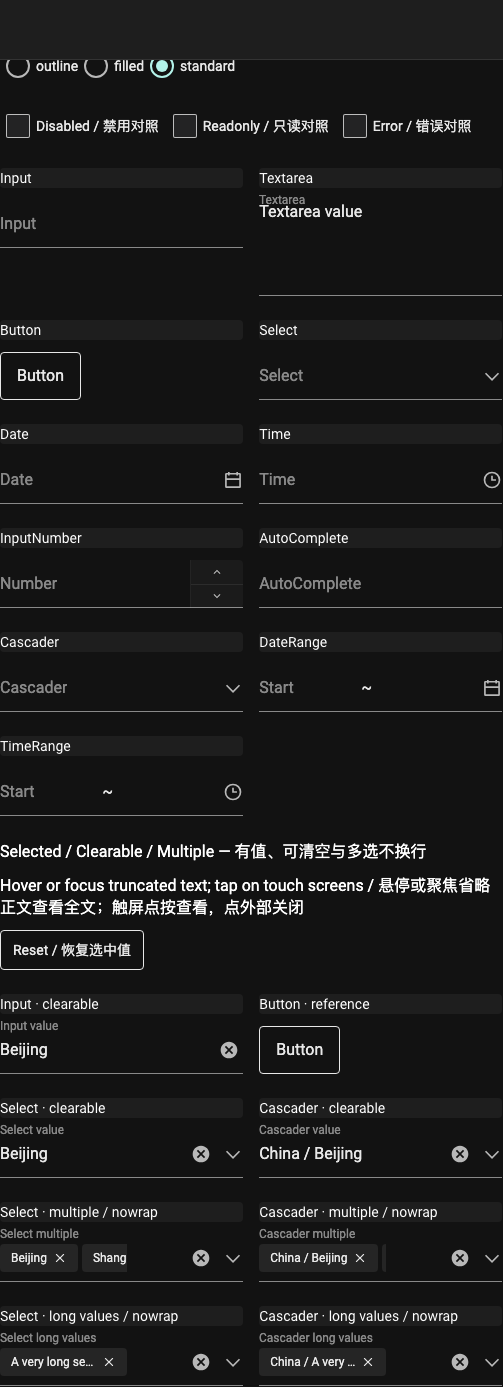 outline filled standard
Disabled / 禁用对照 Readonly / 只读对照 Error / 错误对照
Input Textarea
Input Textarea
Textarea value
Button Select
Button Select
Date Time
Date Time
InputNumber AutoComplete
Number AutoComplete
Cascader DateRange
Cascader Start ~
TimeRange
Start ~
Selected / Clearable / Multiple — 有值、可清空与多选不换行
Hover or focus truncated text; tap on touch screens / 悬停或聚焦省略
正文查看全文；触屏点按查看，点外部关闭
Reset / 恢复选中值
Input · clearable Button · reference
Input value
Beijing Button
Select · clearable Cascader · clearable
Select value Cascader value
Beijing China / Beijing
Select · multiple / nowrap Cascader · multiple / nowrap
Select multiple Cascader multiple
Beijing Shang China / Beijing
Select · long values / nowrap Cascader · long values / nowrap
Select long values Cascader long values
A very long se... China / A very ...